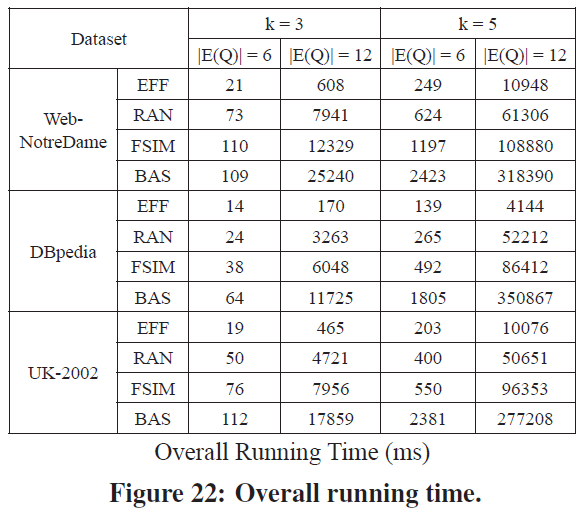 Dataset k = 3 k = 5
|E(Q)| = 6 |E(Q)| = 12 |E(Q)| = 6 |E(Q)| = 12
Web-NotreDame EFF 21 608 249 10948
RAN 73 7941 624 61306
FSIM 110 12329 1197 108880
BAS 109 25240 2423 318390
DBpedia EFF 14 170 139 4144
RAN 24 3263 265 52212
FSIM 38 6048 492 86412
BAS 64 11725 1805 350867
UK-2002 EFF 19 465 203 10076
RAN 50 4721 400 50651
FSIM 76 7956 550 96353
BAS 112 17859 2381 277208
Overall Running Time (ms)
Figure 22: Overall running time.